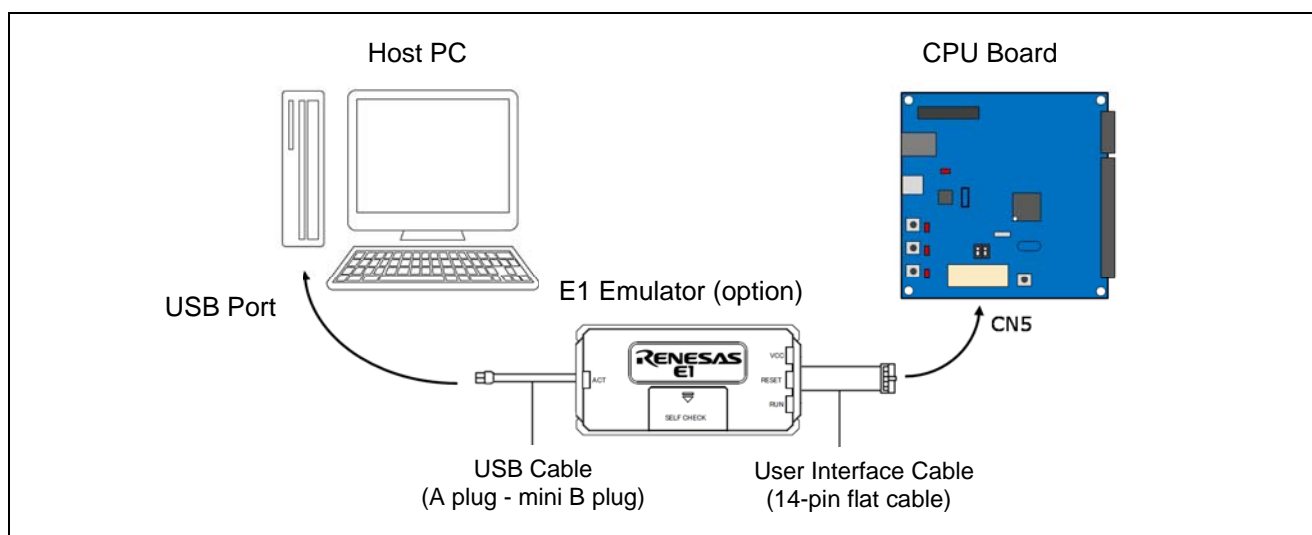 Host PC
CPU Board
USB Port
E1 Emulator (option)
CN5
RENESAS
E1
ACT
VCC
RESET
RUN
SELF CHECK
USB Cable
(A plug - mini B plug)
User Interface Cable
(14-pin flat cable)